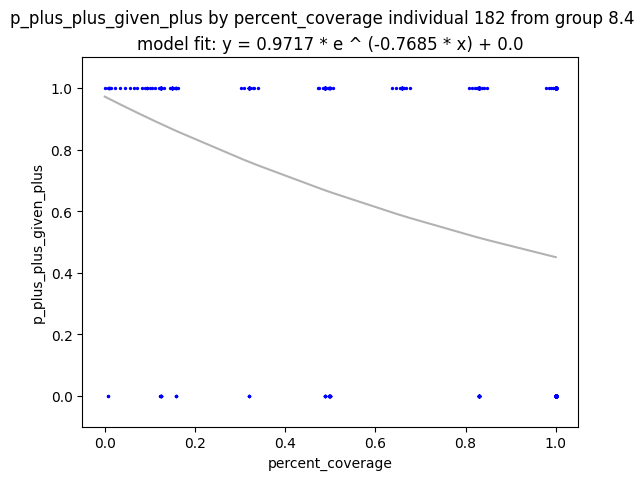 p_plus_plus_given_plus by percent_coverage individual 182 from group 8.4
model fit: y = 0.9717 * e ^ (-0.7685 * x) + 0.0
1.0
0.8
0.6
0.4
0.2
0.0
p_plus_plus_given_plus
0.0 0.2 0.4 0.6 0.8 1.0
percent_coverage